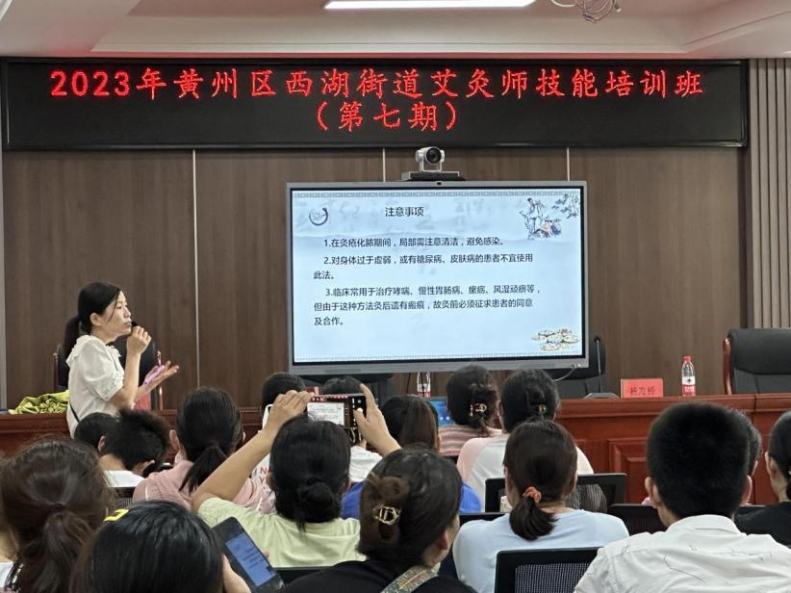 2023年黄州区西湖街道艾灸师技能培训班
（第七期）
注意事项
1.在灸疮化脓期间，局部需注意清洁，避免感染。
2.对身体过于虚弱，或有糖尿病、皮肤病的患者不宜使用
此法。
3.临床常用于治疗哮喘、慢性胃肠病、瘰疬、风湿顽痹等，
但由于这种方法灸后遗有瘢痕，故灸前必须征求患者的同意
及合作。